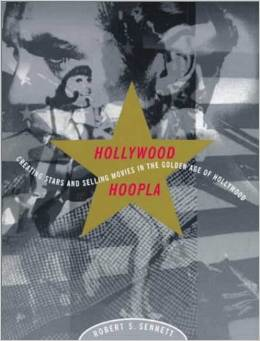 HOLLYWOOD
CREATING STARS AND SELLING MOVIES IN THE GOLDEN AGE OF HOLLYWOOD
HOOPLA
ROBERT S. SENNETT